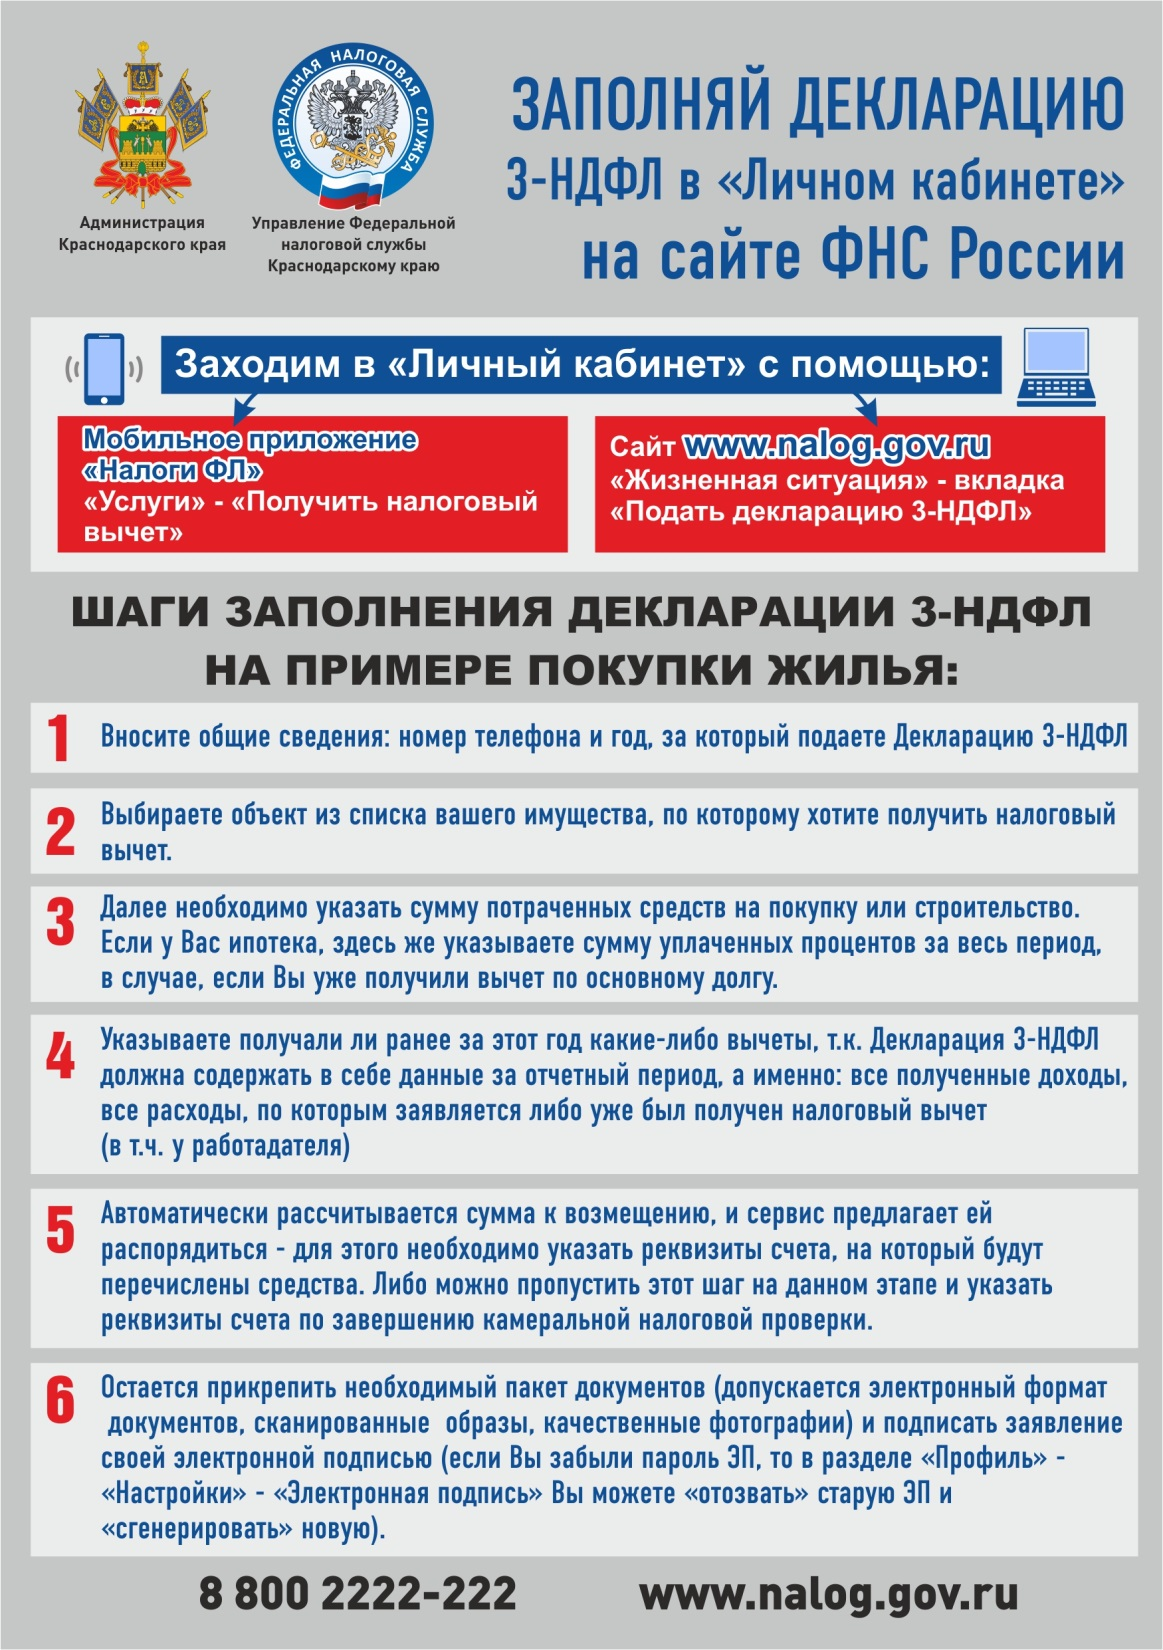 ФЕДЕРАЛЬНАЯ НАЛОГОВАЯ СЛУЖБА
Администрация
Краснодарского края
Управление Федеральной
налоговой службы
Краснодарскому краю
ЗАПОЛНЯЙ ДЕКЛАРАЦИЮ
3-НДФЛ в «Личном кабинете»
на сайте ФНС России
Заходим в «Личный кабинет» с помощью:
Мобильное приложение
«Налоги ФЛ»
«Услуги» - «Получить налоговый
вычет»
Сайт www.nalog.gov.ru
«Жизненная ситуация» - вкладка
«Подать декларацию 3-НДФЛ»
ШАГИ ЗАПОЛНЕНИЯ ДЕКЛАРАЦИИ 3-НДФЛ
НА ПРИМЕРЕ ПОКУПКИ ЖИЛЬЯ:
1 Вносите общие сведения: номер телефона и год, за который подаете Декларацию 3-НДФЛ
2 Выбираете объект из списка вашего имущества, по которому хотите получить налоговый
вычет.
3 Далее необходимо указать сумму потраченных средств на покупку или строительство.
Если у Вас ипотека, здесь же указываете сумму уплаченных процентов за весь период,
в случае, если Вы уже получили вычет по основному долгу.
4 Указываете получали ли ранее за этот год какие-либо вычеты, т.к. Декларация 3-НДФЛ
должна содержать в себе данные за отчетный период, а именно: все полученные доходы,
все расходы, по которым заявляется либо уже был получен налоговый вычет
(в т.ч. у работадателя)
5 Автоматически рассчитывается сумма к возмещению, и сервис предлагает ей
распорядиться - для этого необходимо указать реквизиты счета, на который будут
перечислены средства. Либо можно пропустить этот шаг на данном этапе и указать
реквизиты счета по завершению камеральной налоговой проверки.
6 Остается прикрепить необходимый пакет документов (допускается электронный формат
документов, сканированные образы, качественные фотографии) и подписать заявление
своей электронной подписью (если Вы забыли пароль ЭП, то в разделе «Профиль» -
«Настройки» - «Электронная подпись» Вы можете «отозвать» старую ЭП и
«сгенерировать» новую).
8 800 2222-222
www.nalog.gov.ru